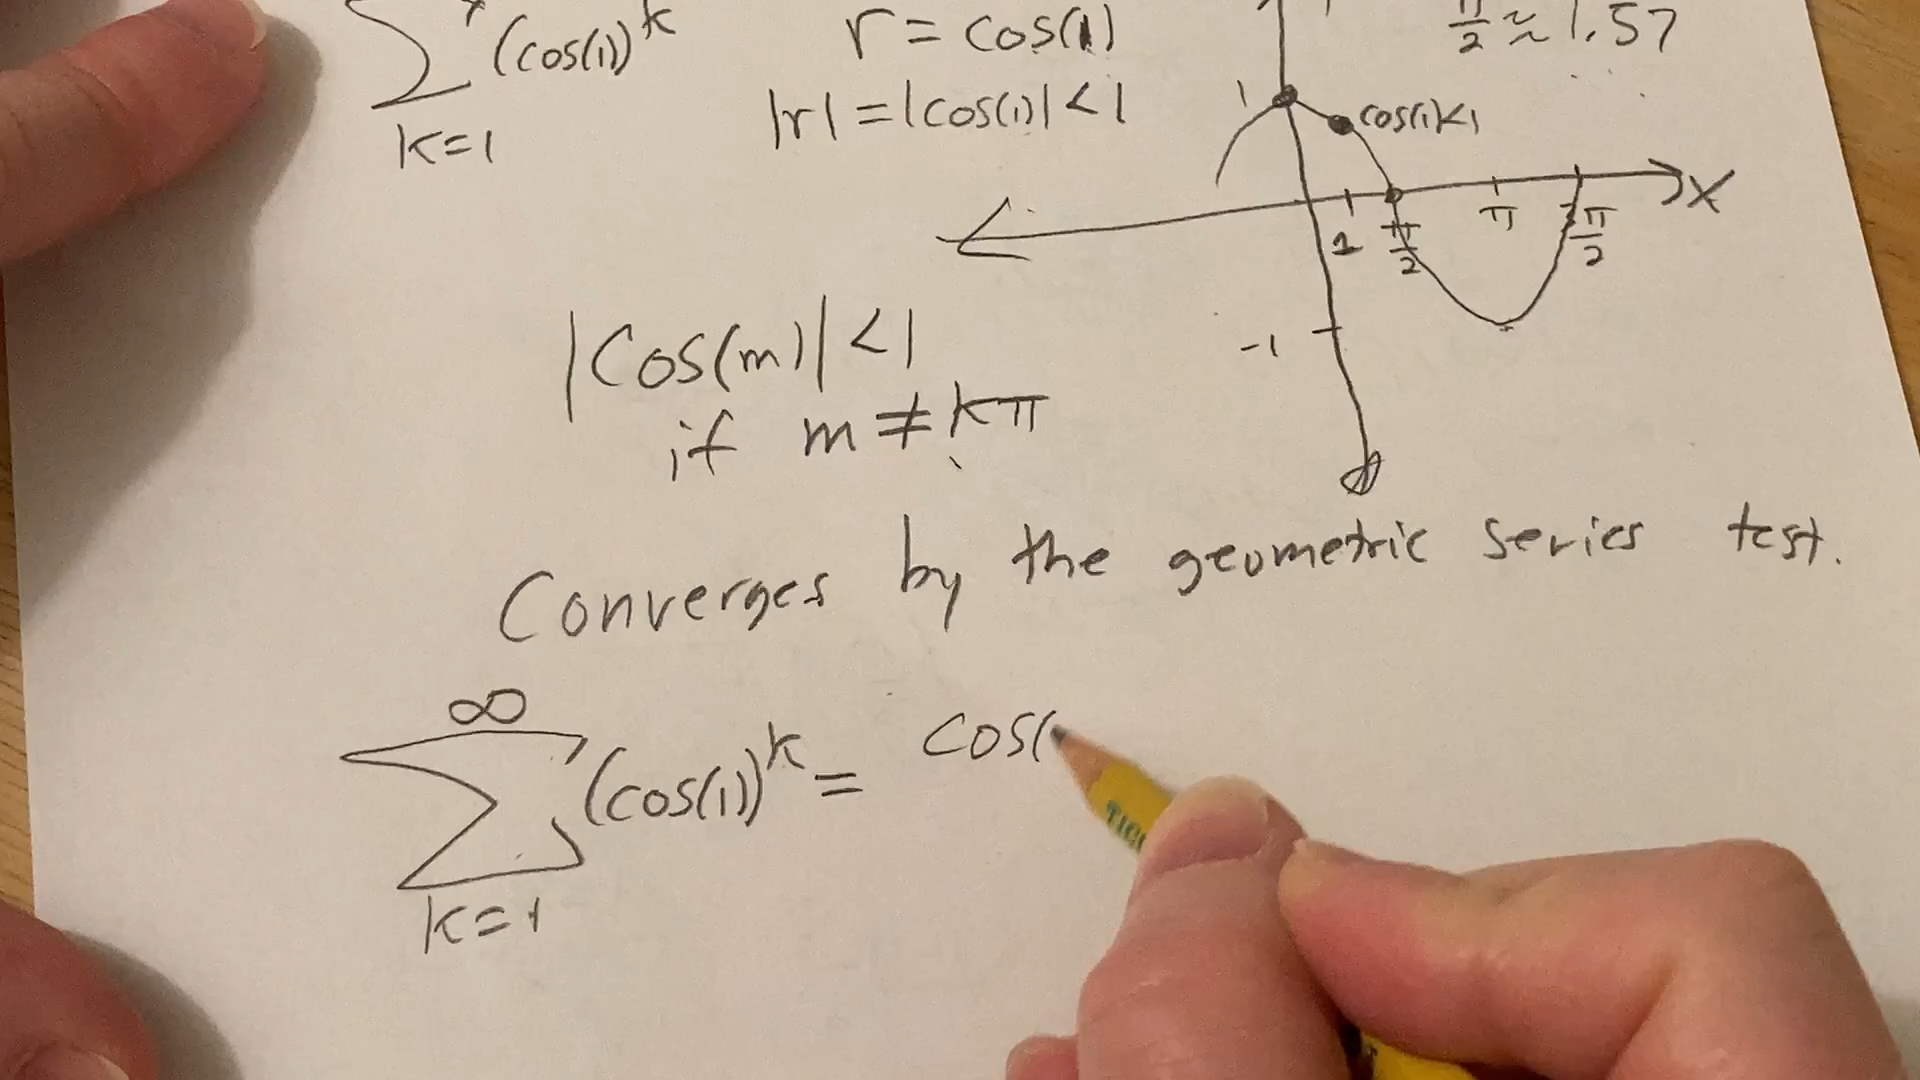 ∑ (cos(1))^k
k=1
r = cos(1)
|r| = |cos(1)| < 1
π/2 ≈ 1.57
1
cos(1)<1
x
1
π/2
π
3π/2
-1
|Cos(m)| < 1
if m ≠ kπ
Converges by the geometric series test.
∞
∑ (cos(1))^k = cos(
k=1
TICO